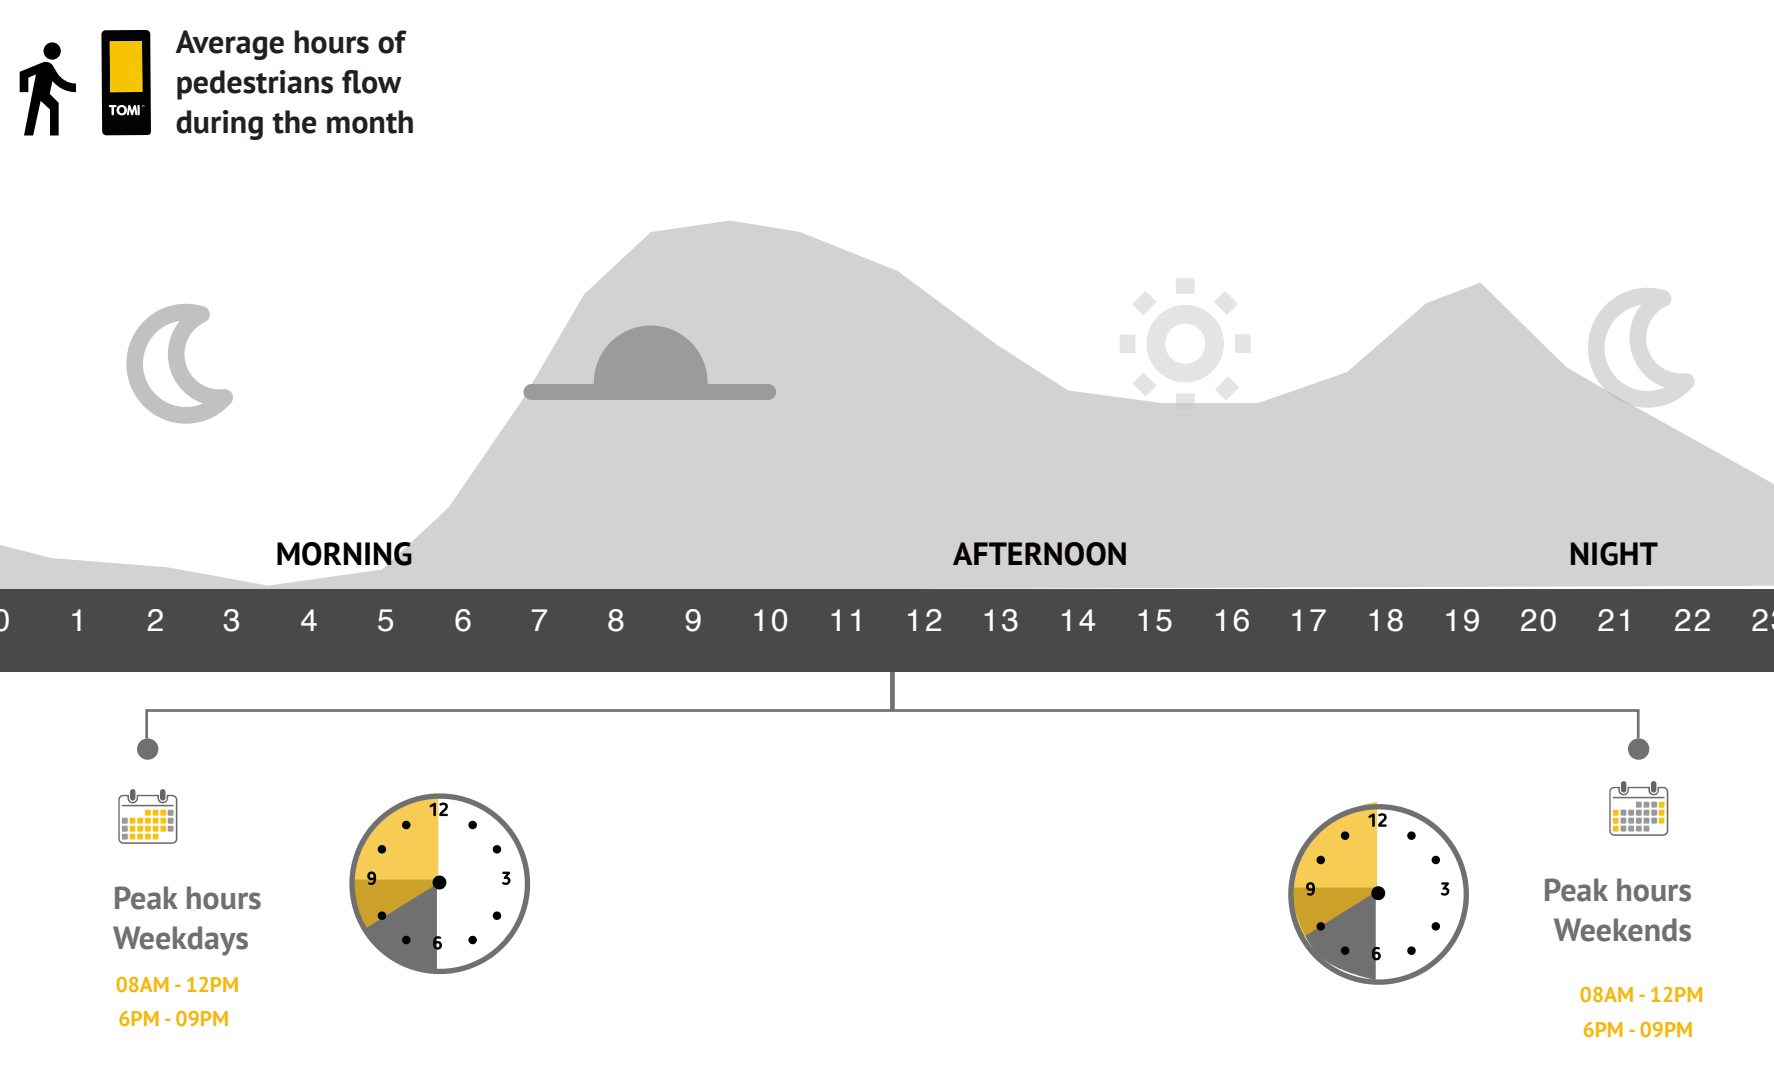 Average hours of
pedestrians flow
during the month
TOMI
MORNING AFTERNOON NIGHT
0 1 2 3 4 5 6 7 8 9 10 11 12 13 14 15 16 17 18 19 20 21 22 23
12
9 3
6
Peak hours
Weekdays
08AM - 12PM
6PM - 09PM
12
9 3
6
Peak hours
Weekends
08AM - 12PM
6PM - 09PM